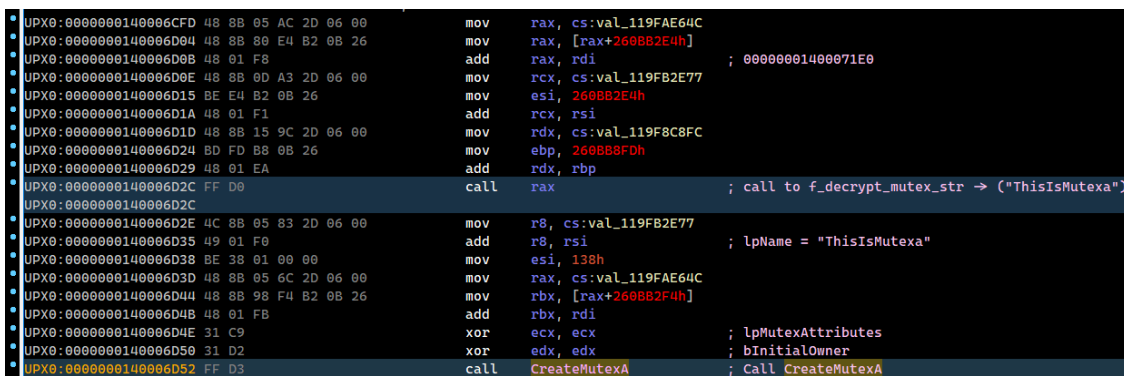 UPX0:0000000140006CFD 48 8B 05 AC 2D 06 00 mov rax, cs:val_119FAE64C
UPX0:0000000140006D04 48 8B 80 E4 B2 0B 26 mov rax, [rax+260BB2E4h]
UPX0:0000000140006D0B 48 01 F8 add rax, rdi ; 00000001400071E0
UPX0:0000000140006D0E 48 8B 0D A3 2D 06 00 mov rcx, cs:val_119FB2E77
UPX0:0000000140006D15 BE E4 B2 0B 26 mov esi, 260BB2E4h
UPX0:0000000140006D1A 48 01 F1 add rcx, rsi
UPX0:0000000140006D1D 48 8B 15 9C 2D 06 00 mov rdx, cs:val_119F8C8FC
UPX0:0000000140006D24 BD FD B8 0B 26 mov ebp, 260BB8FDh
UPX0:0000000140006D29 48 01 EA add rdx, rbp
UPX0:0000000140006D2C FF D0 call rax ; call to f_decrypt_mutex_str → ("ThisIsMutexa")
UPX0:0000000140006D2C
UPX0:0000000140006D2E 4C 8B 05 83 2D 06 00 mov r8, cs:val_119FB2E77
UPX0:0000000140006D35 49 01 F0 add r8, rsi ; lpName = "ThisIsMutexa"
UPX0:0000000140006D38 BE 38 01 00 00 mov esi, 138h
UPX0:0000000140006D3D 48 8B 05 6C 2D 06 00 mov rax, cs:val_119FAE64C
UPX0:0000000140006D44 48 8B 98 F4 B2 0B 26 mov rbx, [rax+260BB2F4h]
UPX0:0000000140006D4B 48 01 FB add rbx, rdi
UPX0:0000000140006D4E 31 C9 xor ecx, ecx ; lpMutexAttributes
UPX0:0000000140006D50 31 D2 xor edx, edx ; bInitialOwner
UPX0:0000000140006D52 FF D3 call CreateMutexA ; Call CreateMutexA